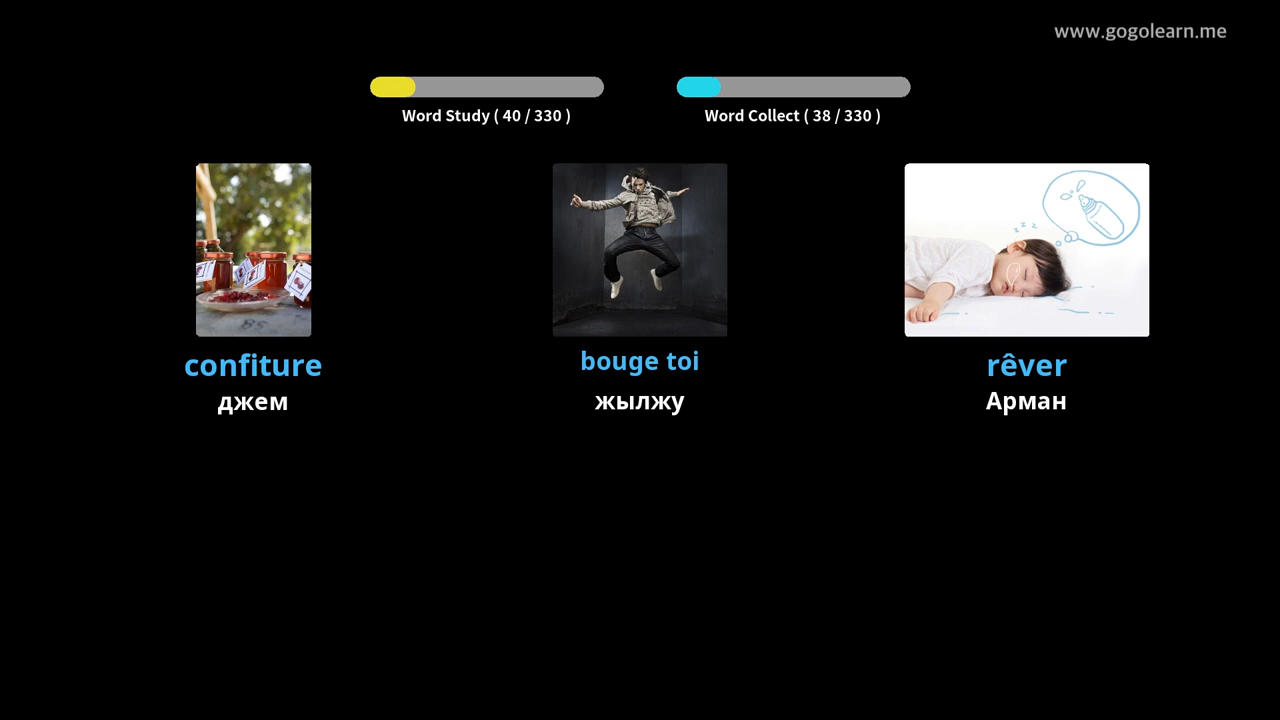 www.gogolearn.me
Word Study ( 40 / 330 )
Word Collect ( 38 / 330 )
confiture
bouge toi
rêver
джем
жылжу
Арман